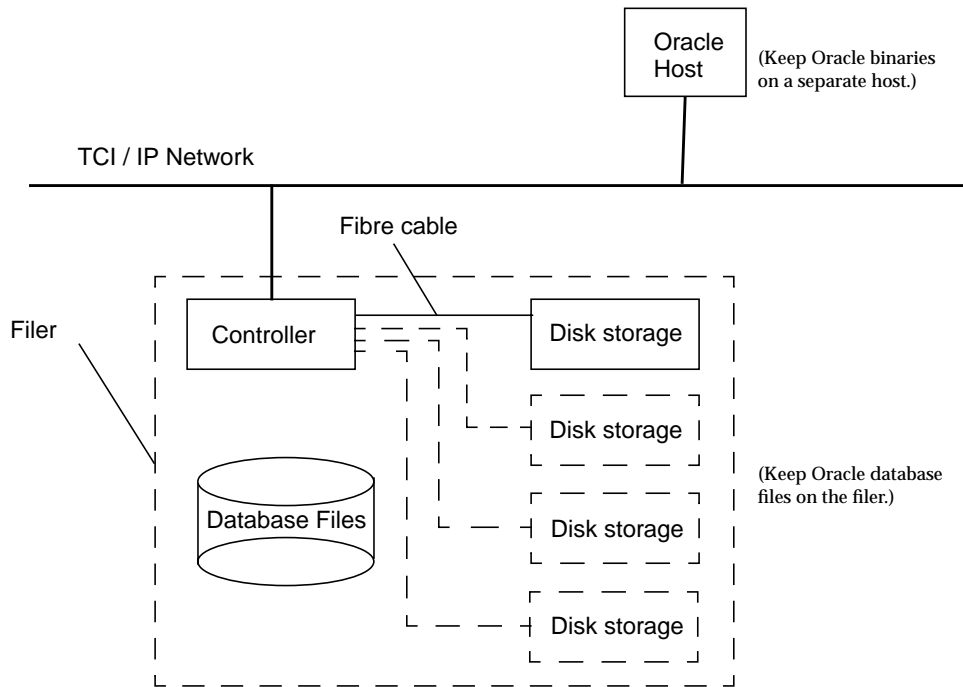 Oracle
Host
(Keep Oracle binaries
on a separate host.)
TCI / IP Network
Fibre cable
Filer
Controller
Disk storage
Disk storage
(Keep Oracle database
files on the filer.)
Database Files
Disk storage
Disk storage